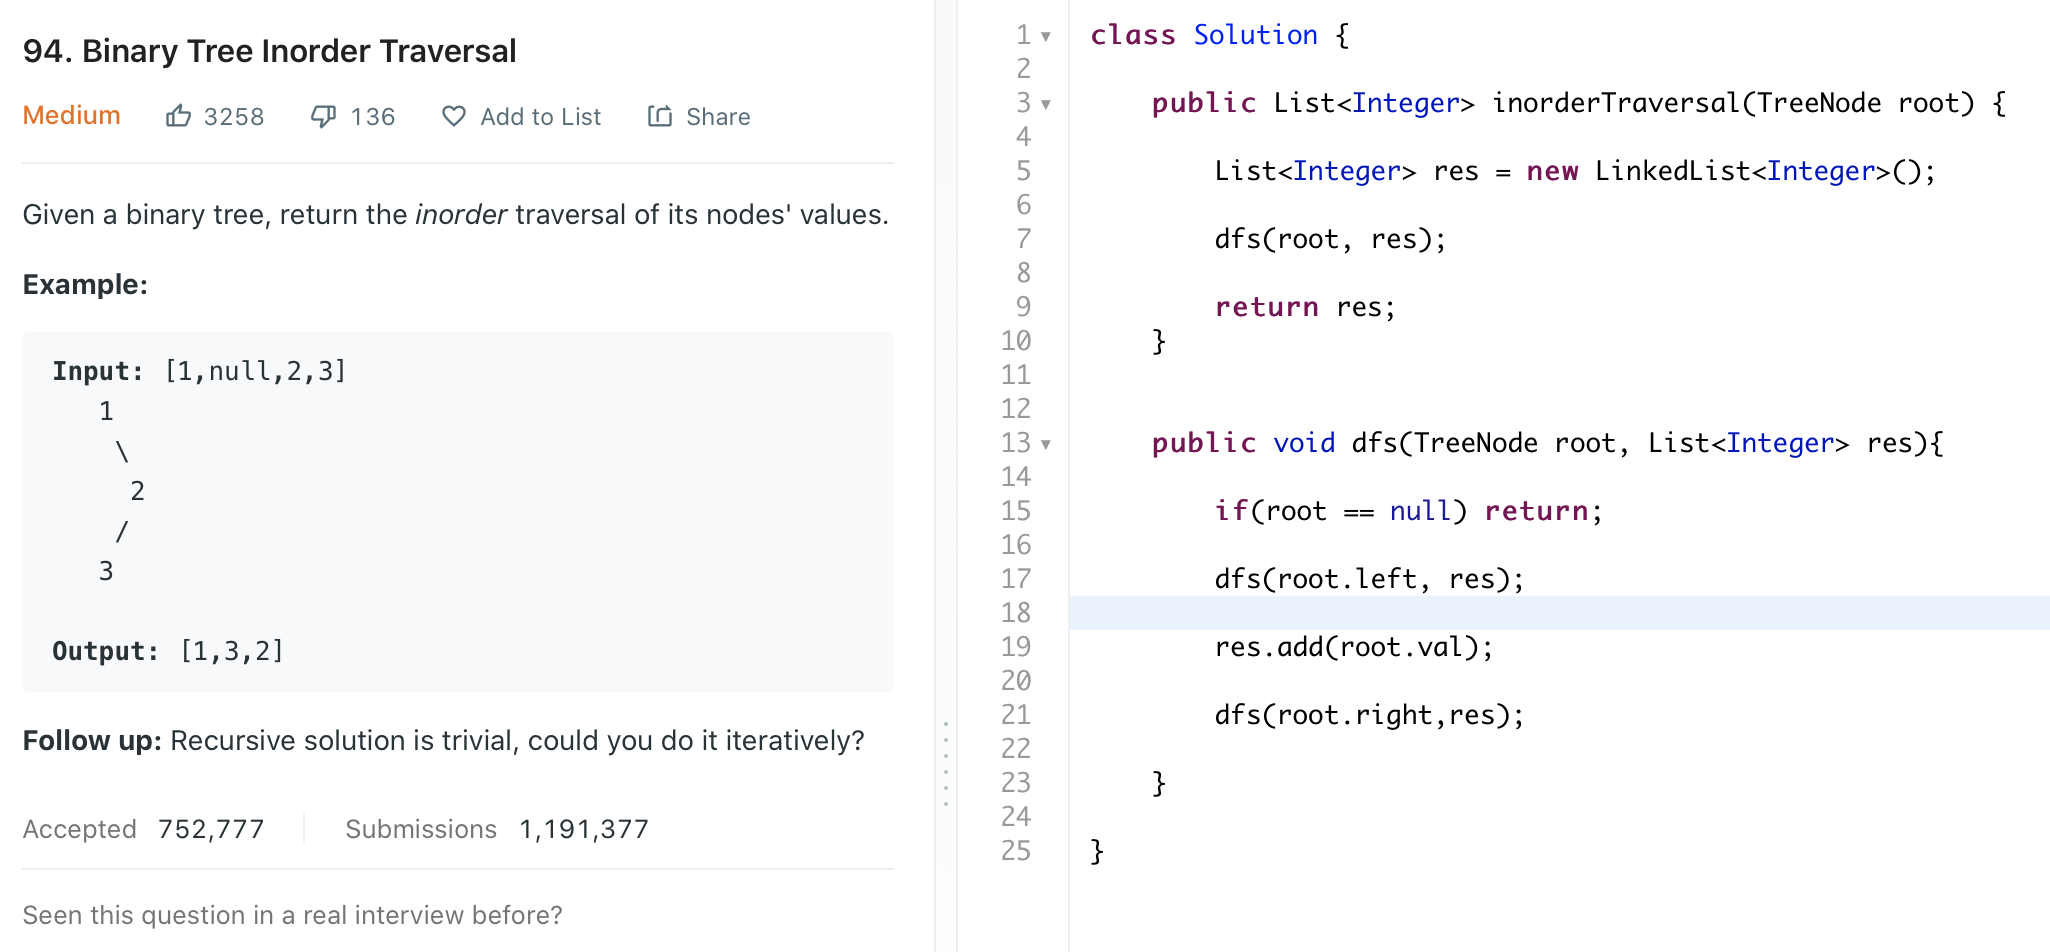 94. Binary Tree Inorder Traversal
Medium 3258 136 Add to List Share
Given a binary tree, return the inorder traversal of its nodes' values.
Example:
Input: [1,null,2,3]
   1
    \
     2
    /
   3
Output: [1,3,2]
Follow up: Recursive solution is trivial, could you do it iteratively?
Accepted 752,777 Submissions 1,191,377
Seen this question in a real interview before?
1 class Solution {
2
3     public List<Integer> inorderTraversal(TreeNode root) {
4
5         List<Integer> res = new LinkedList<Integer>();
6
7         dfs(root, res);
8
9         return res;
10     }
11
12
13     public void dfs(TreeNode root, List<Integer> res){
14
15         if(root == null) return;
16
17         dfs(root.left, res);
18
19         res.add(root.val);
20
21         dfs(root.right,res);
22
23     }
24
25 }